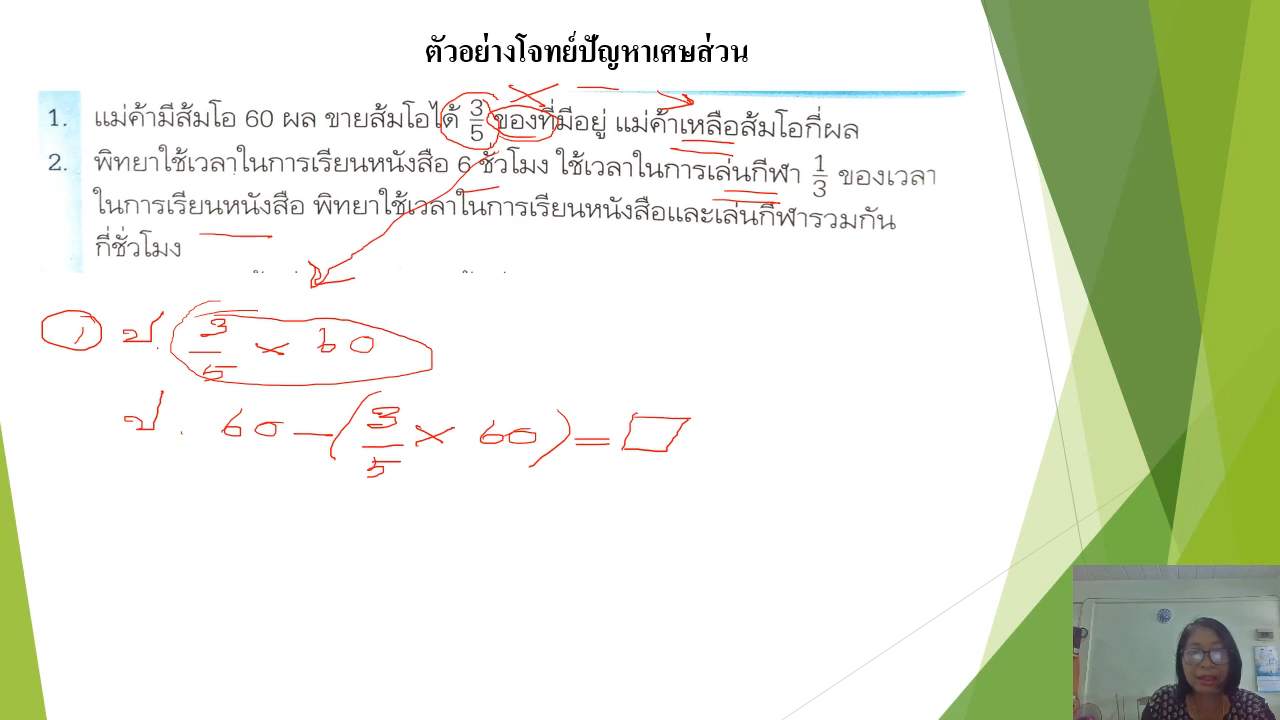 ตัวอย่างโจทย์ปัญหาเศษส่วน
1. แม่ค้ามีส้มโอ 60 ผล ขายส้มโอได้ 3/5 ของที่มีอยู่ แม่ค้าเหลือส้มโอกี่ผล
2. พิทยาใช้เวลาในการเรียนหนังสือ 6 ชั่วโมง ใช้เวลาในการเล่นกีฬา 1/3 ของเวลา
ในการเรียนหนังสือ พิทยาใช้เวลาในการเรียนหนังสือและเล่นกีฬารวมกัน
กี่ชั่วโมง
1 ป. 3/5 × 60
ป. 60 - (3/5 × 60) = □